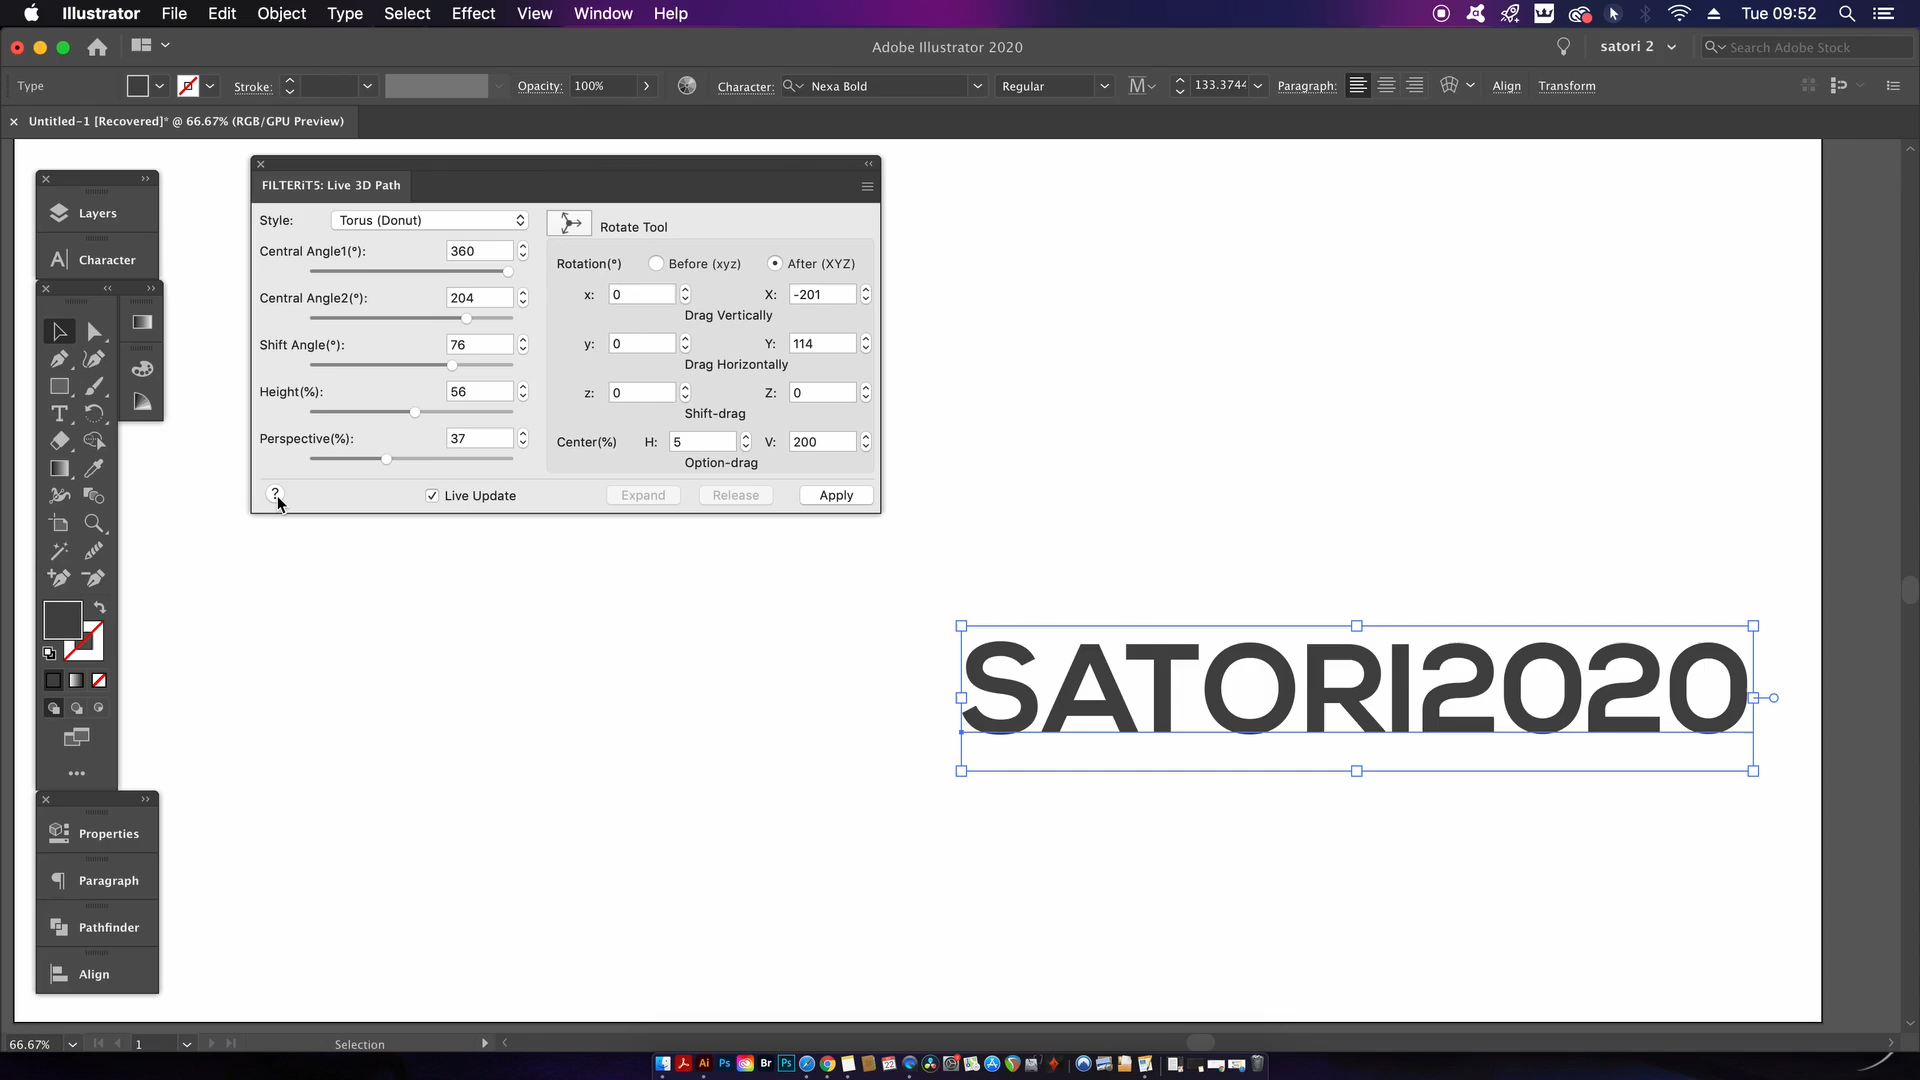 Illustrator File Edit Object Type Select Effect View Window Help Tue 09:52
Adobe Illustrator 2020 satori 2 Search Adobe Stock
Type Stroke: Opacity: 100% Character: Nexa Bold Regular 133.3744 Paragraph: Align Transform
Untitled-1 [Recovered]* @ 66.67% (RGB/GPU Preview)
FILTERiT5: Live 3D Path
Style: Torus (Donut) Rotate Tool
Central Angle1(°): 360
Rotation(°) Before (xyz) After (XYZ)
Central Angle2(°): 204 x: 0 X: -201
Drag Vertically
Shift Angle(°): 76 y: 0 Y: 114
Drag Horizontally
Height(%): 56 z: 0 Z: 0
Shift-drag
Perspective(%): 37 Center(%) H: 5 V: 200
Option-drag
? Live Update Expand Release Apply
Layers
Character
SATORI2020
Properties
Paragraph
Pathfinder
Align
66.67% 1 Selection